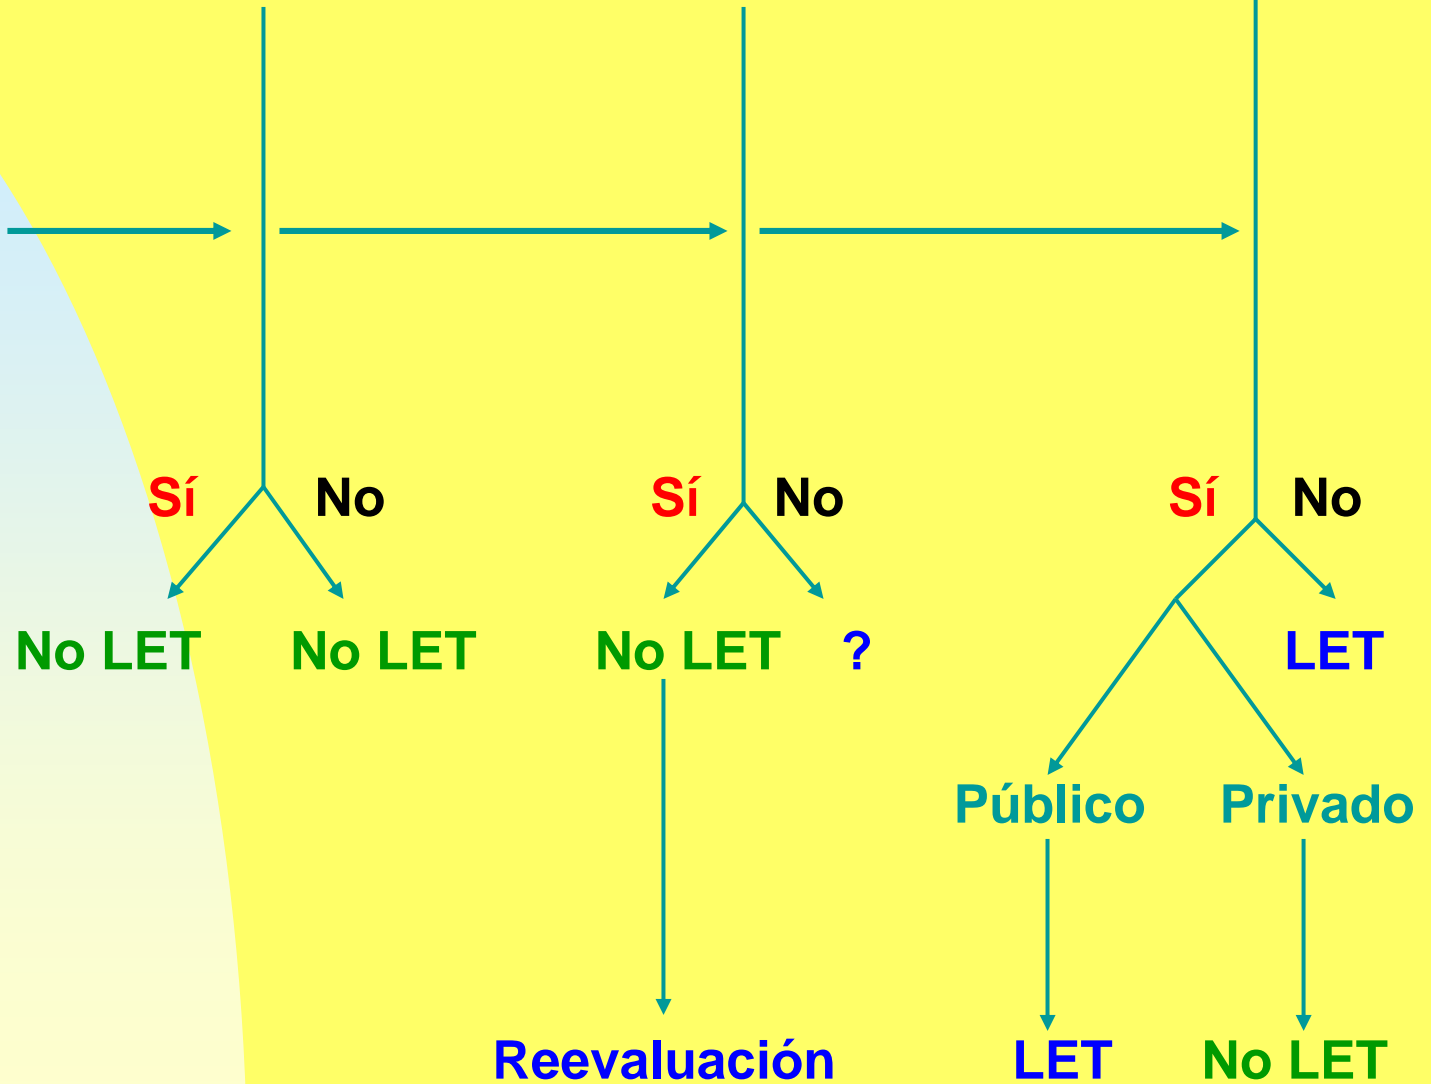 Sí No Sí No Sí No
No LET No LET No LET ? LET
Público Privado
Reevaluación LET No LET